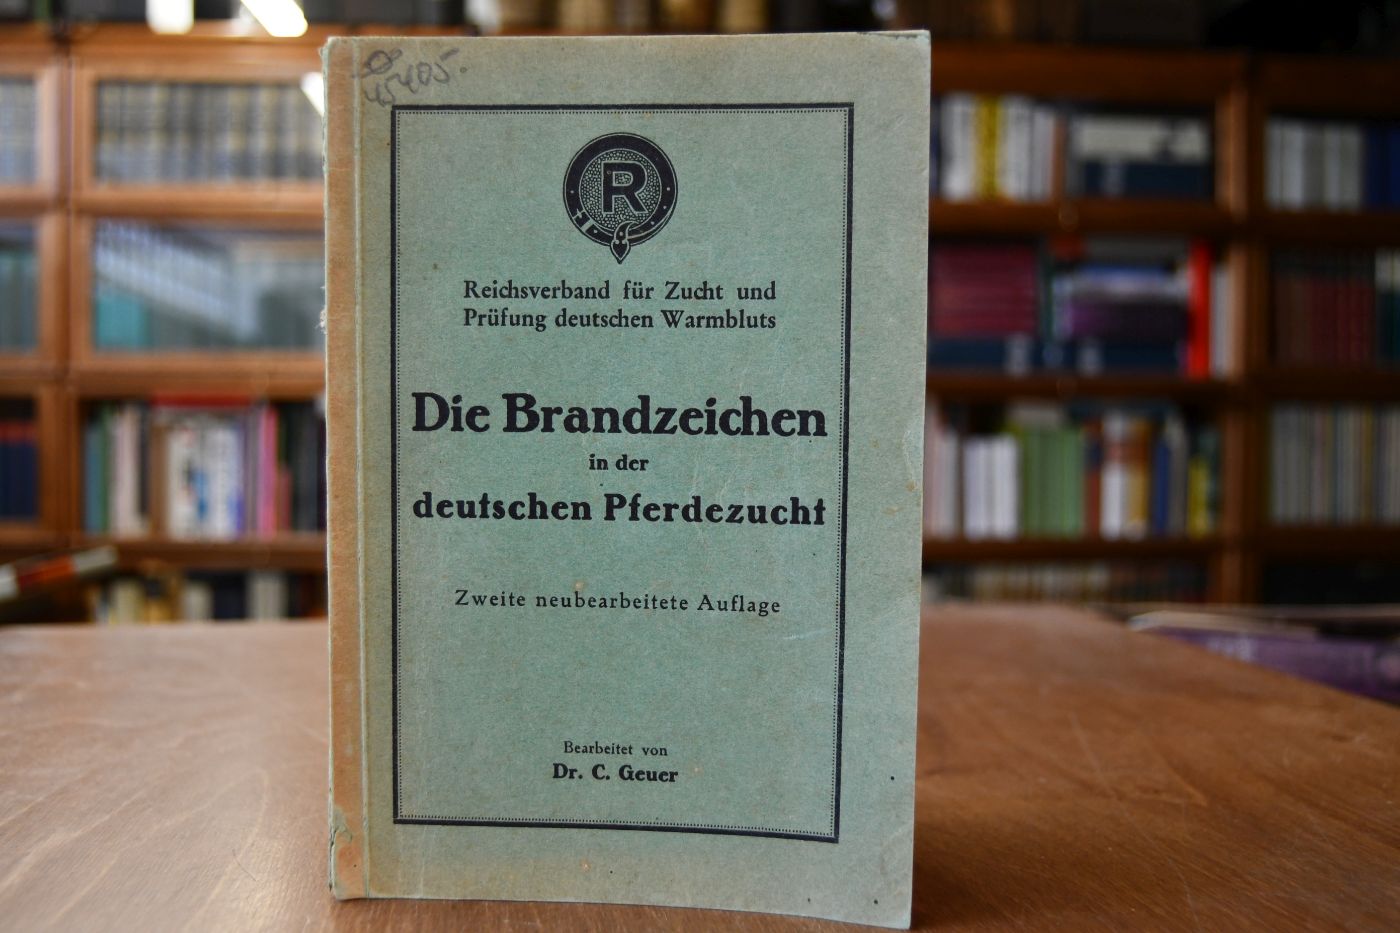 45405.
R
Reichsverband für Zucht und
Prüfung deutschen Warmbluts
Die Brandzeichen
in der
deutschen Pferdezucht
Zweite neubearbeitete Auflage
Bearbeitet von
Dr. C. Geuer